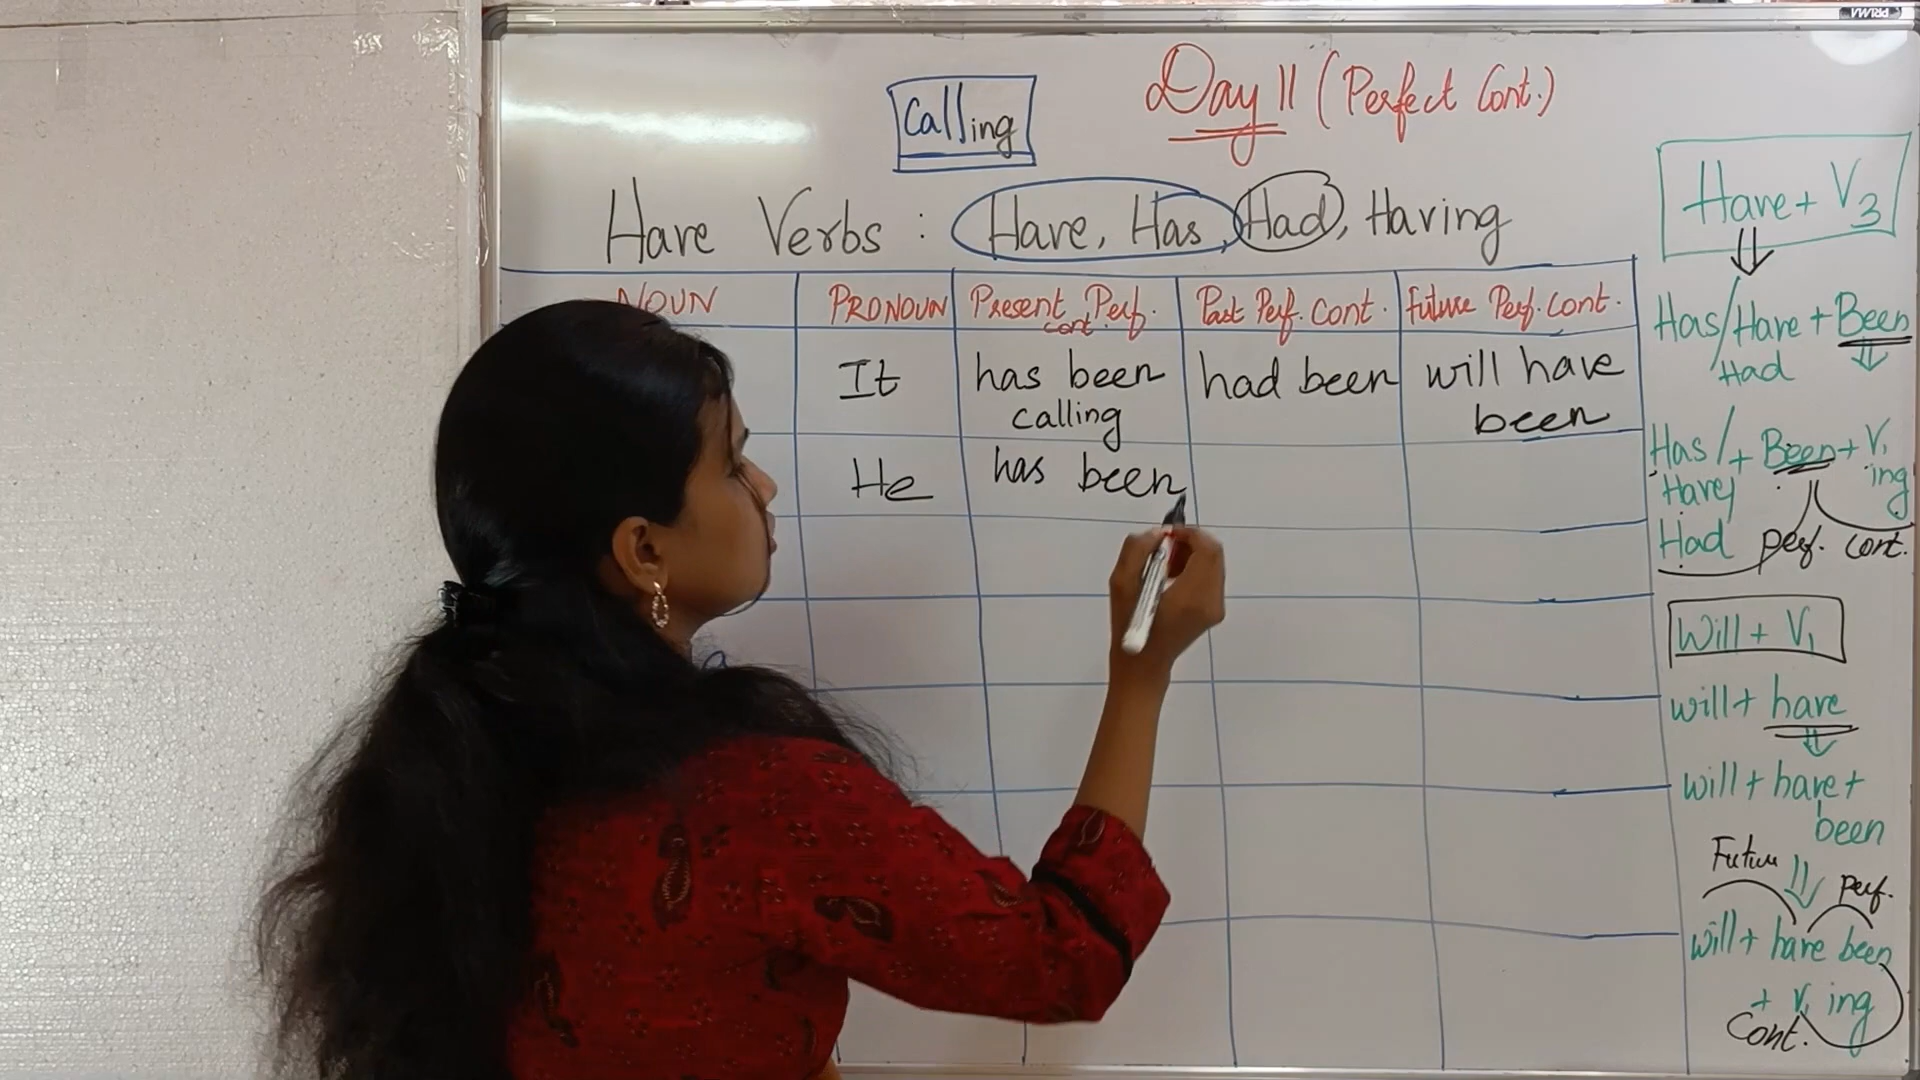 PRIMA
Day 11 (Perfect Cont.)
Calling
Have Verbs : Have, Has, Had, Having
NOUN
PRONOUN
Present Perf.
cont.
Past Perf. Cont.
Future Perf. Cont.
It
has been
calling
had been
will have
been
He
has been
Have + V3
Has/Have + Been
Had
Has/ + Been + V1
Have/ ing
Had perf. cont.
Will + V1
will + have
will + have +
been
Future
perf.
will + have been
+ V1 ing
Cont.